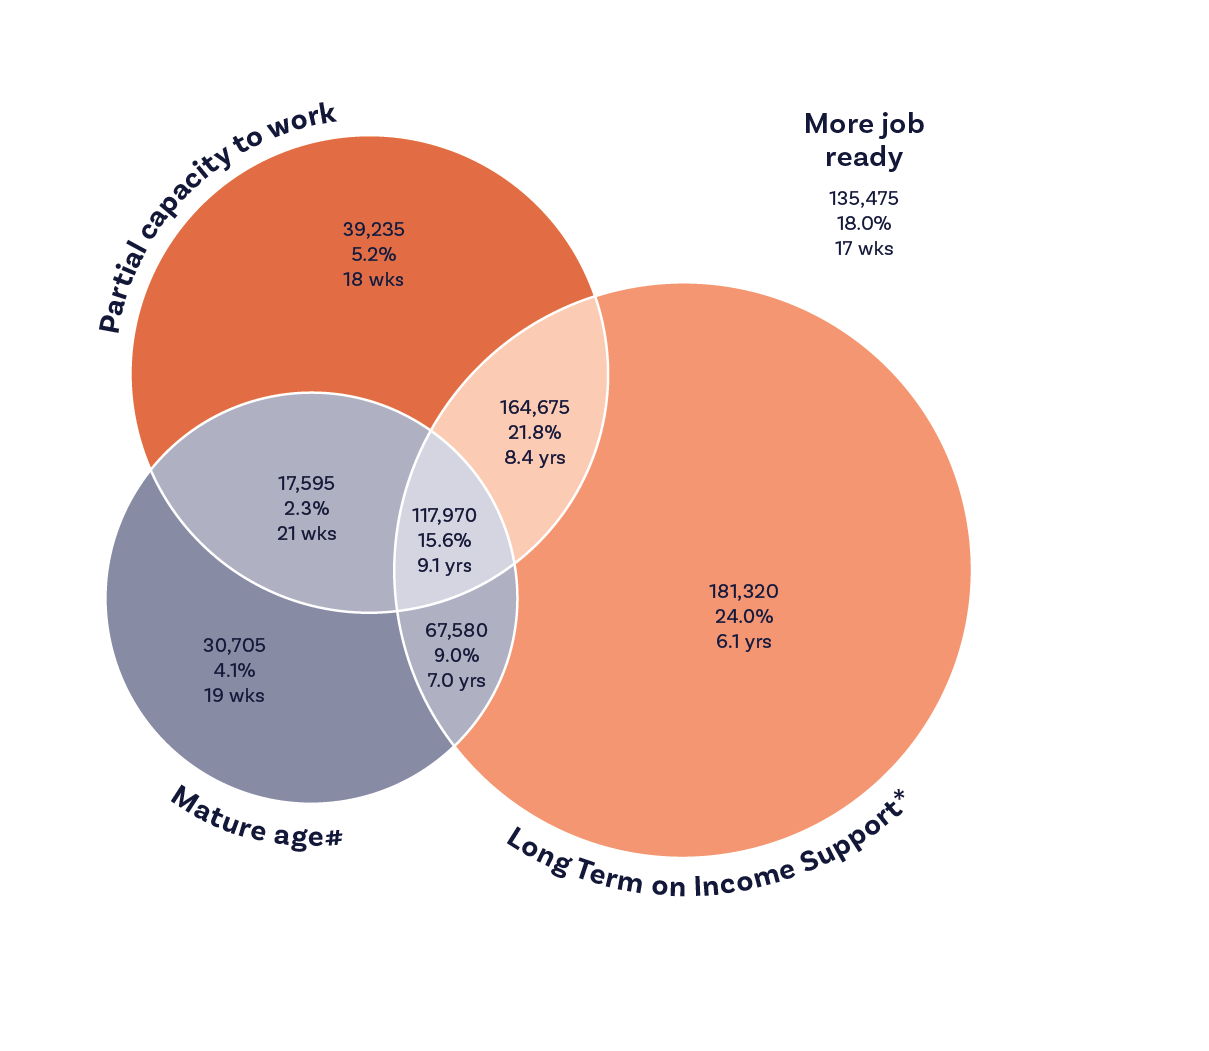 Partial capacity to work
39,235
5.2%
18 wks
More job
ready
135,475
18.0%
17 wks
164,675
21.8%
8.4 yrs
17,595
2.3%
21 wks
117,970
15.6%
9.1 yrs
181,320
24.0%
6.1 yrs
67,580
9.0%
7.0 yrs
30,705
4.1%
19 wks
Mature age#
Long Term on Income Support*